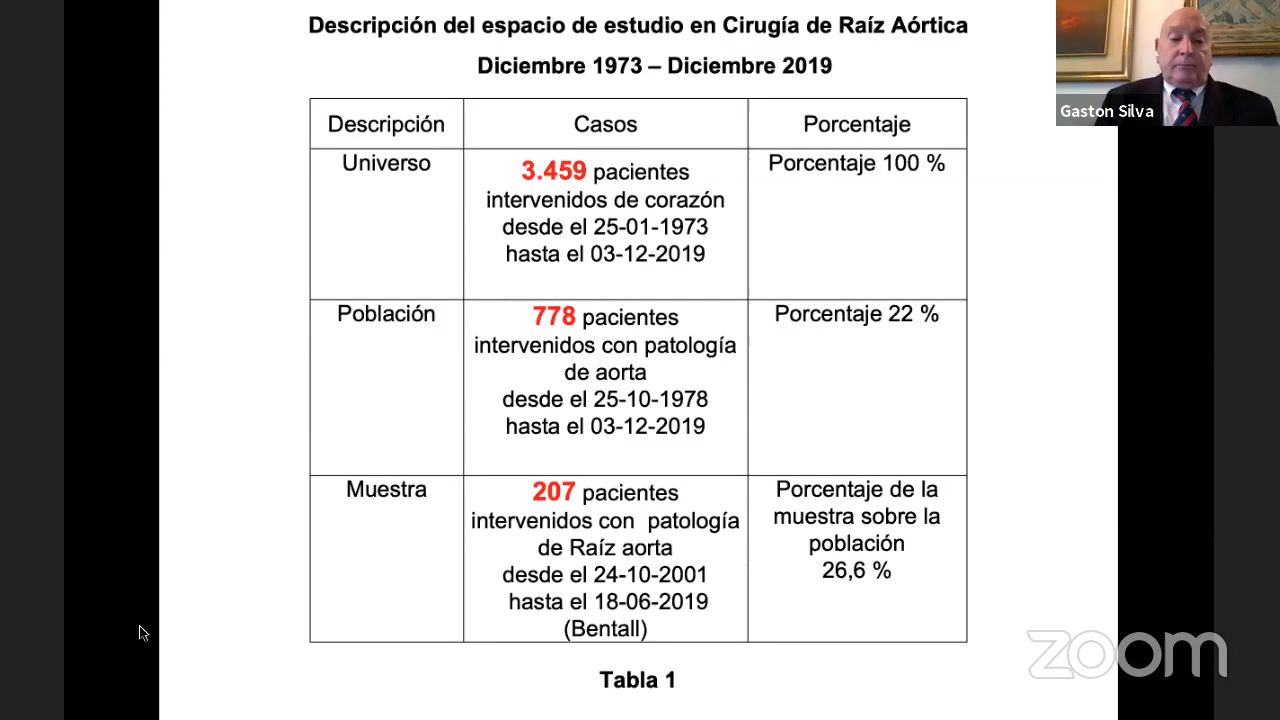 Descripción del espacio de estudio en Cirugía de Raíz Aórtica
Diciembre 1973 – Diciembre 2019
Descripción
Casos
Porcentaje
Universo
3.459 pacientes
intervenidos de corazón
desde el 25-01-1973
hasta el 03-12-2019
Porcentaje 100 %
Población
778 pacientes
intervenidos con patología
de aorta
desde el 25-10-1978
hasta el 03-12-2019
Porcentaje 22 %
Muestra
207 pacientes
intervenidos con patología
de Raíz aorta
desde el 24-10-2001
hasta el 18-06-2019
(Bentall)
Porcentaje de la
muestra sobre la
población
26,6 %
Tabla 1
Gaston Silva
zoom